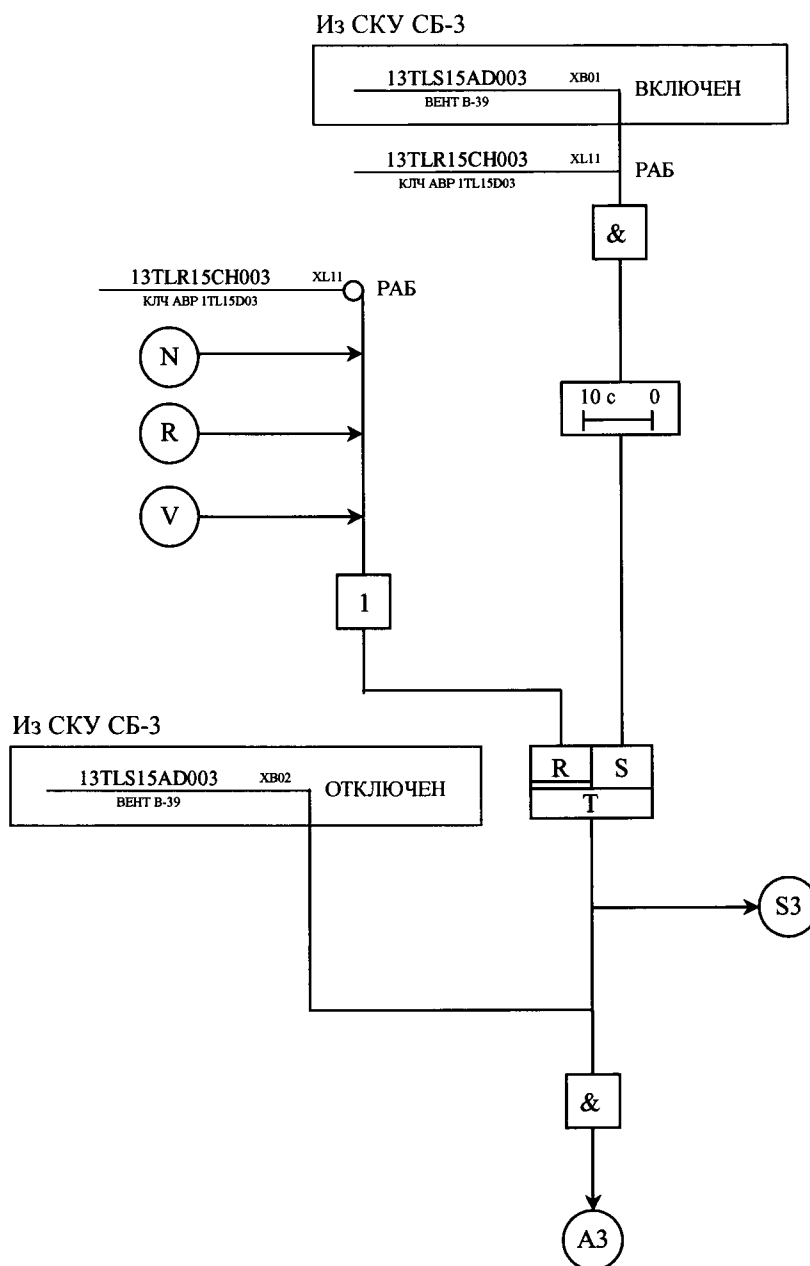 Из СКУ СБ-3
13TLS15AD003 XB01 ВКЛЮЧЕН
ВЕНТ В-39
13TLR15CH003 XL11 РАБ
КЛЧ АВР 1TL15D03
&
13TLR15CH003 XL11 РАБ
КЛЧ АВР 1TL15D03
N
10 с 0
R
V
1
Из СКУ СБ-3
R S
13TLS15AD003 XB02 ОТКЛЮЧЕН
ВЕНТ В-39
T
S3
&
А3